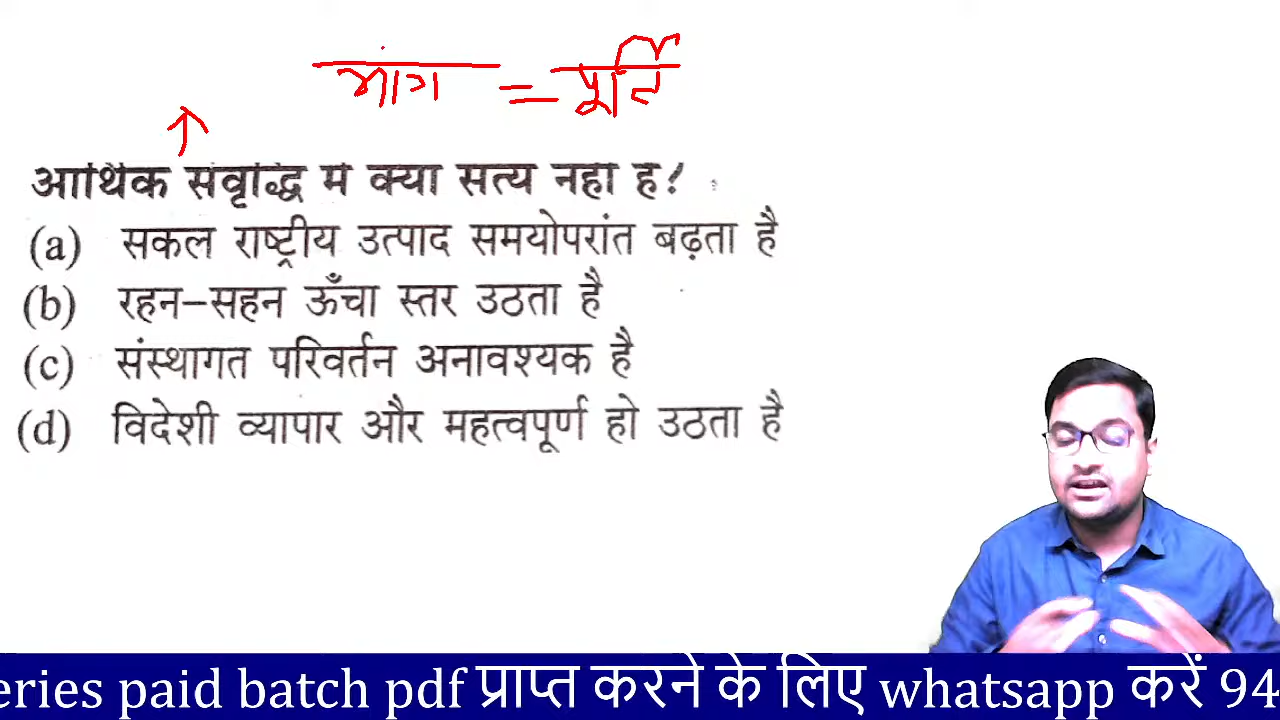 मांग = पूर्ति
आर्थिक संवृद्धि में क्या सत्य नहीं है?
(a) सकल राष्ट्रीय उत्पाद समयोपरांत बढ़ता है
(b) रहन-सहन ऊँचा स्तर उठता है
(c) संस्थागत परिवर्तन अनावश्यक है
(d) विदेशी व्यापार और महत्वपूर्ण हो उठता है
eries paid batch pdf प्राप्त करने के लिए whatsapp करें 94